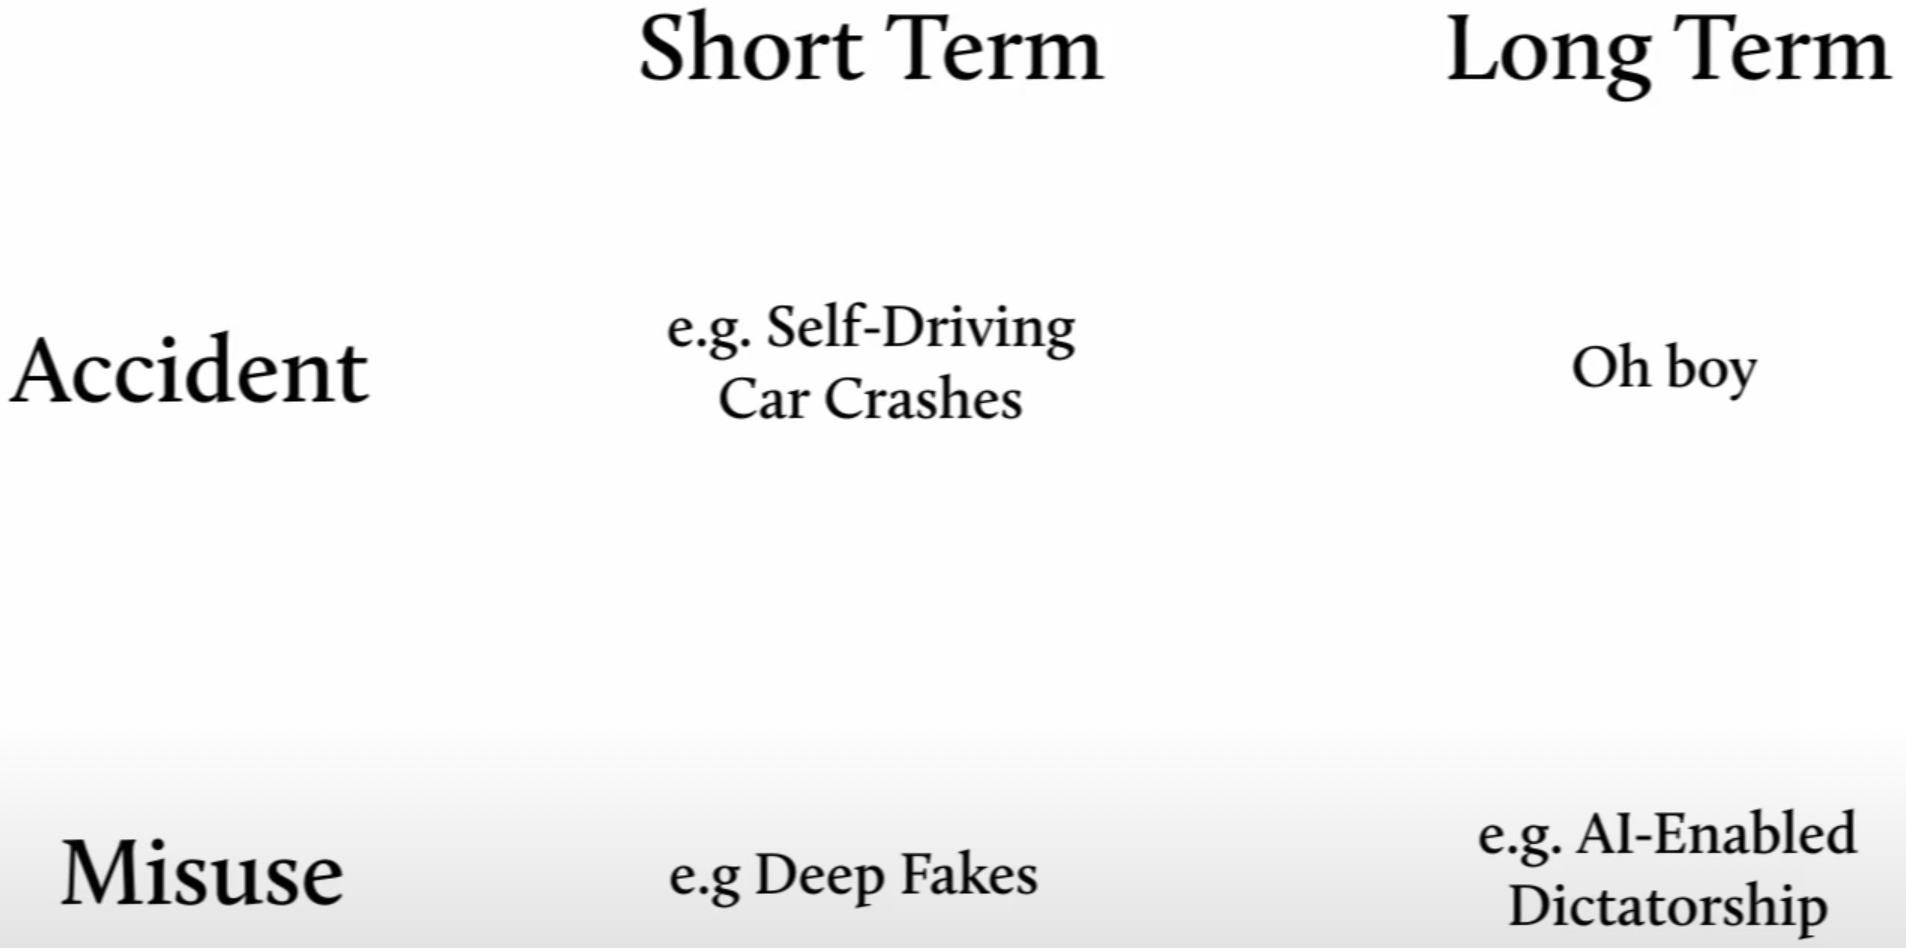 Short Term
Long Term
Accident
e.g. Self-Driving
Car Crashes
Oh boy
Misuse
e.g Deep Fakes
e.g. AI-Enabled
Dictatorship